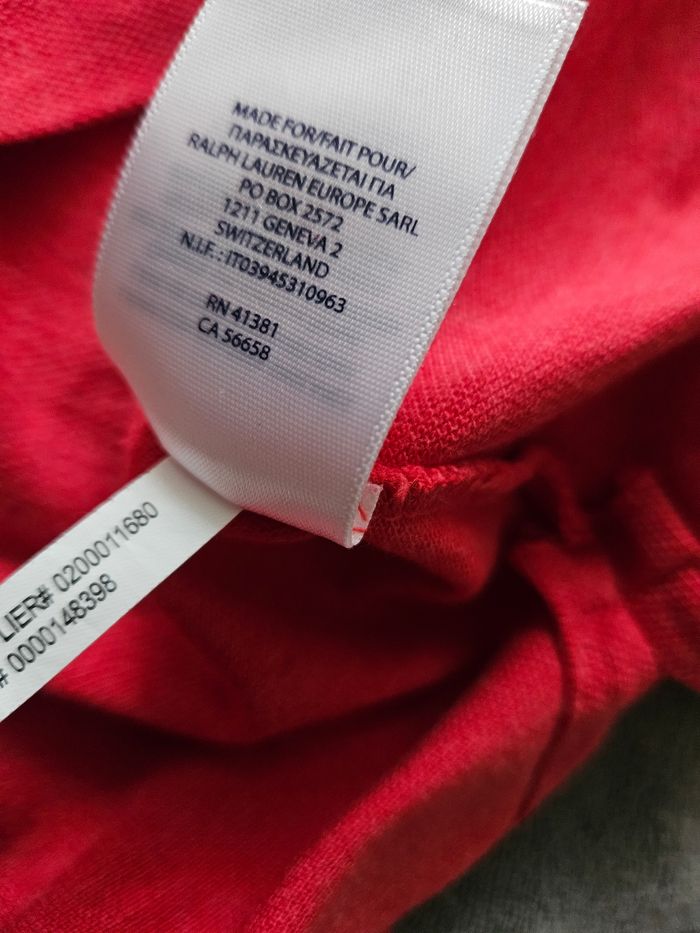 MADE FOR/FAIT POUR/
ΠΑΡΑΣΚΕΥΑΖΕΤΑΙ ΓΙΑ
RALPH LAUREN EUROPE SARL
PO BOX 2572
1211 GENEVA 2
SWITZERLAND
N.I.F. : IT03945310963
RN 41381
CA 56658
LIER# 0200011680
# 0000148398